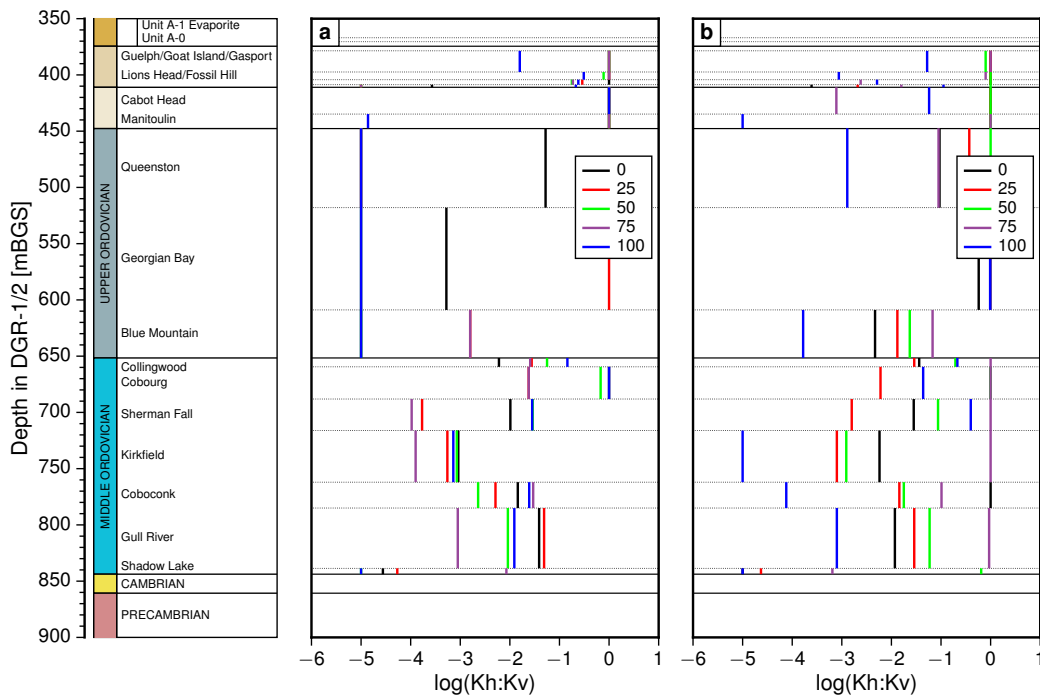 Depth in DGR-1/2 [mBGS]
350
400
450
500
550
600
650
700
750
800
850
900
UPPER ORDOVICIAN
MIDDLE ORDOVICIAN
Unit A-1 Evaporite
Unit A-0
Guelph/Goat Island/Gasport
Lions Head/Fossil Hill
Cabot Head
Manitoulin
Queenston
Georgian Bay
Blue Mountain
Collingwood
Cobourg
Sherman Fall
Kirkfield
Coboconk
Gull River
Shadow Lake
CAMBRIAN
PRECAMBRIAN
a
0
25
50
75
100
−6 −5 −4 −3 −2 −1 0 1
log(Kh:Kv)
b
0
25
50
75
100
−6 −5 −4 −3 −2 −1 0 1
log(Kh:Kv)